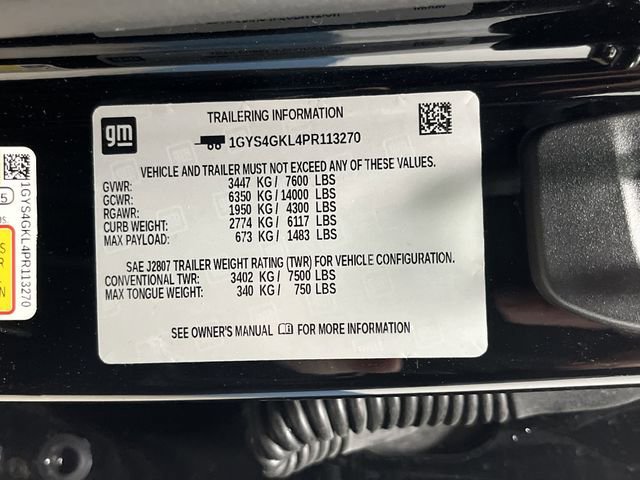 gm
TRAILERING INFORMATION
1GYS4GKL4PR113270
VEHICLE AND TRAILER MUST NOT EXCEED ANY OF THESE VALUES.
GVWR: 3447 KG / 7600 LBS
GCWR: 6350 KG / 14000 LBS
RGAWR: 1950 KG / 4300 LBS
CURB WEIGHT: 2774 KG / 6117 LBS
MAX PAYLOAD: 673 KG / 1483 LBS
SAE J2807 TRAILER WEIGHT RATING (TWR) FOR VEHICLE CONFIGURATION.
CONVENTIONAL TWR: 3402 KG / 7500 LBS
MAX TONGUE WEIGHT: 340 KG / 750 LBS
SEE OWNER'S MANUAL FOR MORE INFORMATION
1GYS4GKL4PR113270